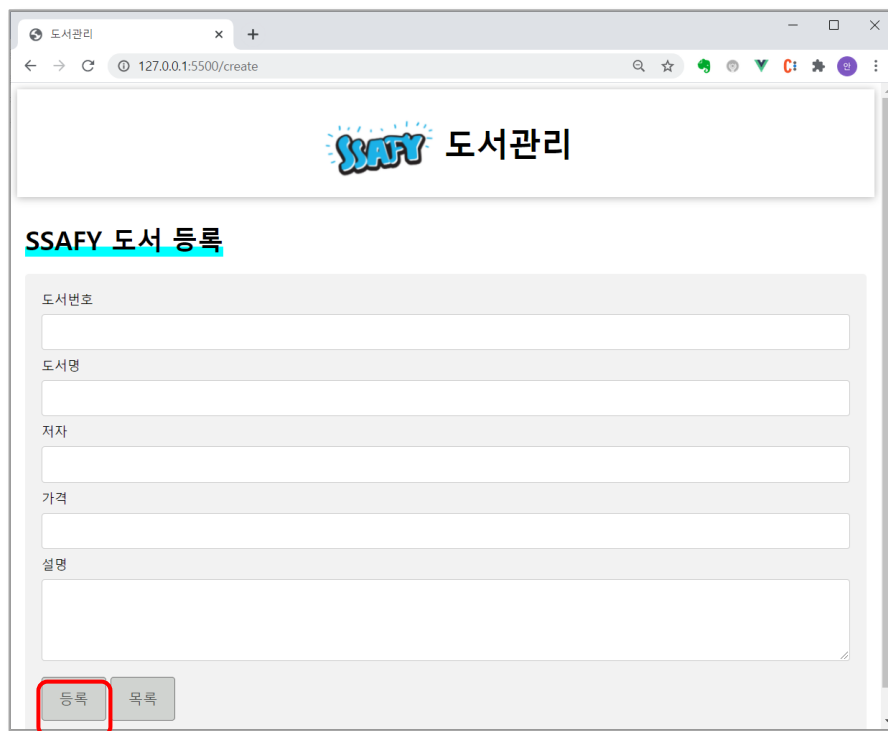 도서관리
127.0.0.1:5500/create
안
SSAFY 도서관리
SSAFY 도서 등록
도서번호
도서명
저자
가격
설명
등록 목록